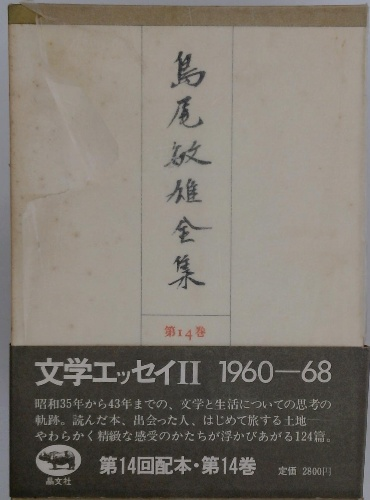 島尾敏雄全集
第14巻
文学エッセイII 1960—68
昭和35年から43年までの、文学と生活についての思考の
軌跡。読んだ本、出会った人、はじめて旅する土地—
やわらかく精緻な感受のかたちが浮かびあがる124篇。
晶文社
第14回配本・第14巻
定価 2800円